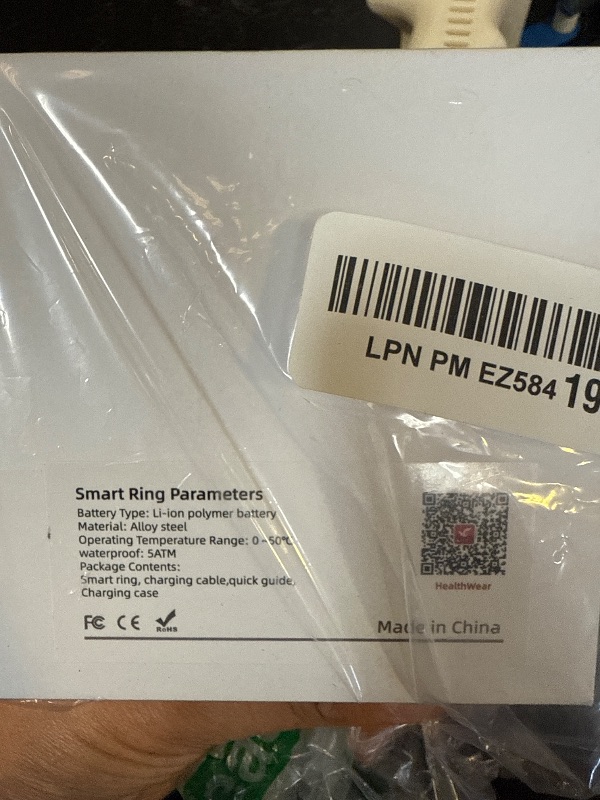 LPN PM EZ584 19
Smart Ring Parameters
Battery Type: Li-ion polymer battery
Material: Alloy steel
Operating Temperature Range: 0 ~50℃
waterproof: 5ATM
Package Contents:
Smart ring, charging cable,quick guide,
Charging case
HealthWear
FC CE RoHS
Made in China